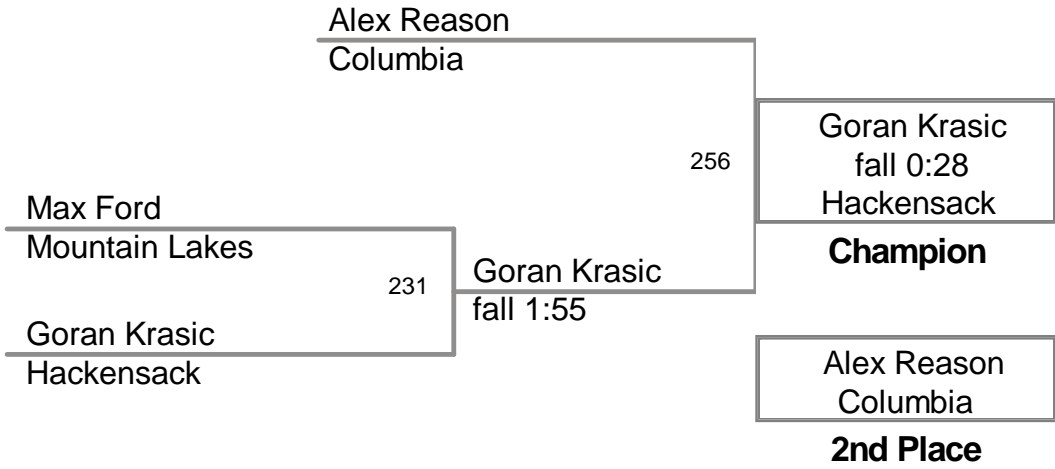 Alex Reason
Columbia
256
Goran Krasic
fall 0:28
Hackensack
Champion
Max Ford
Mountain Lakes
231
Goran Krasic
fall 1:55
Goran Krasic
Hackensack
Alex Reason
Columbia
2nd Place